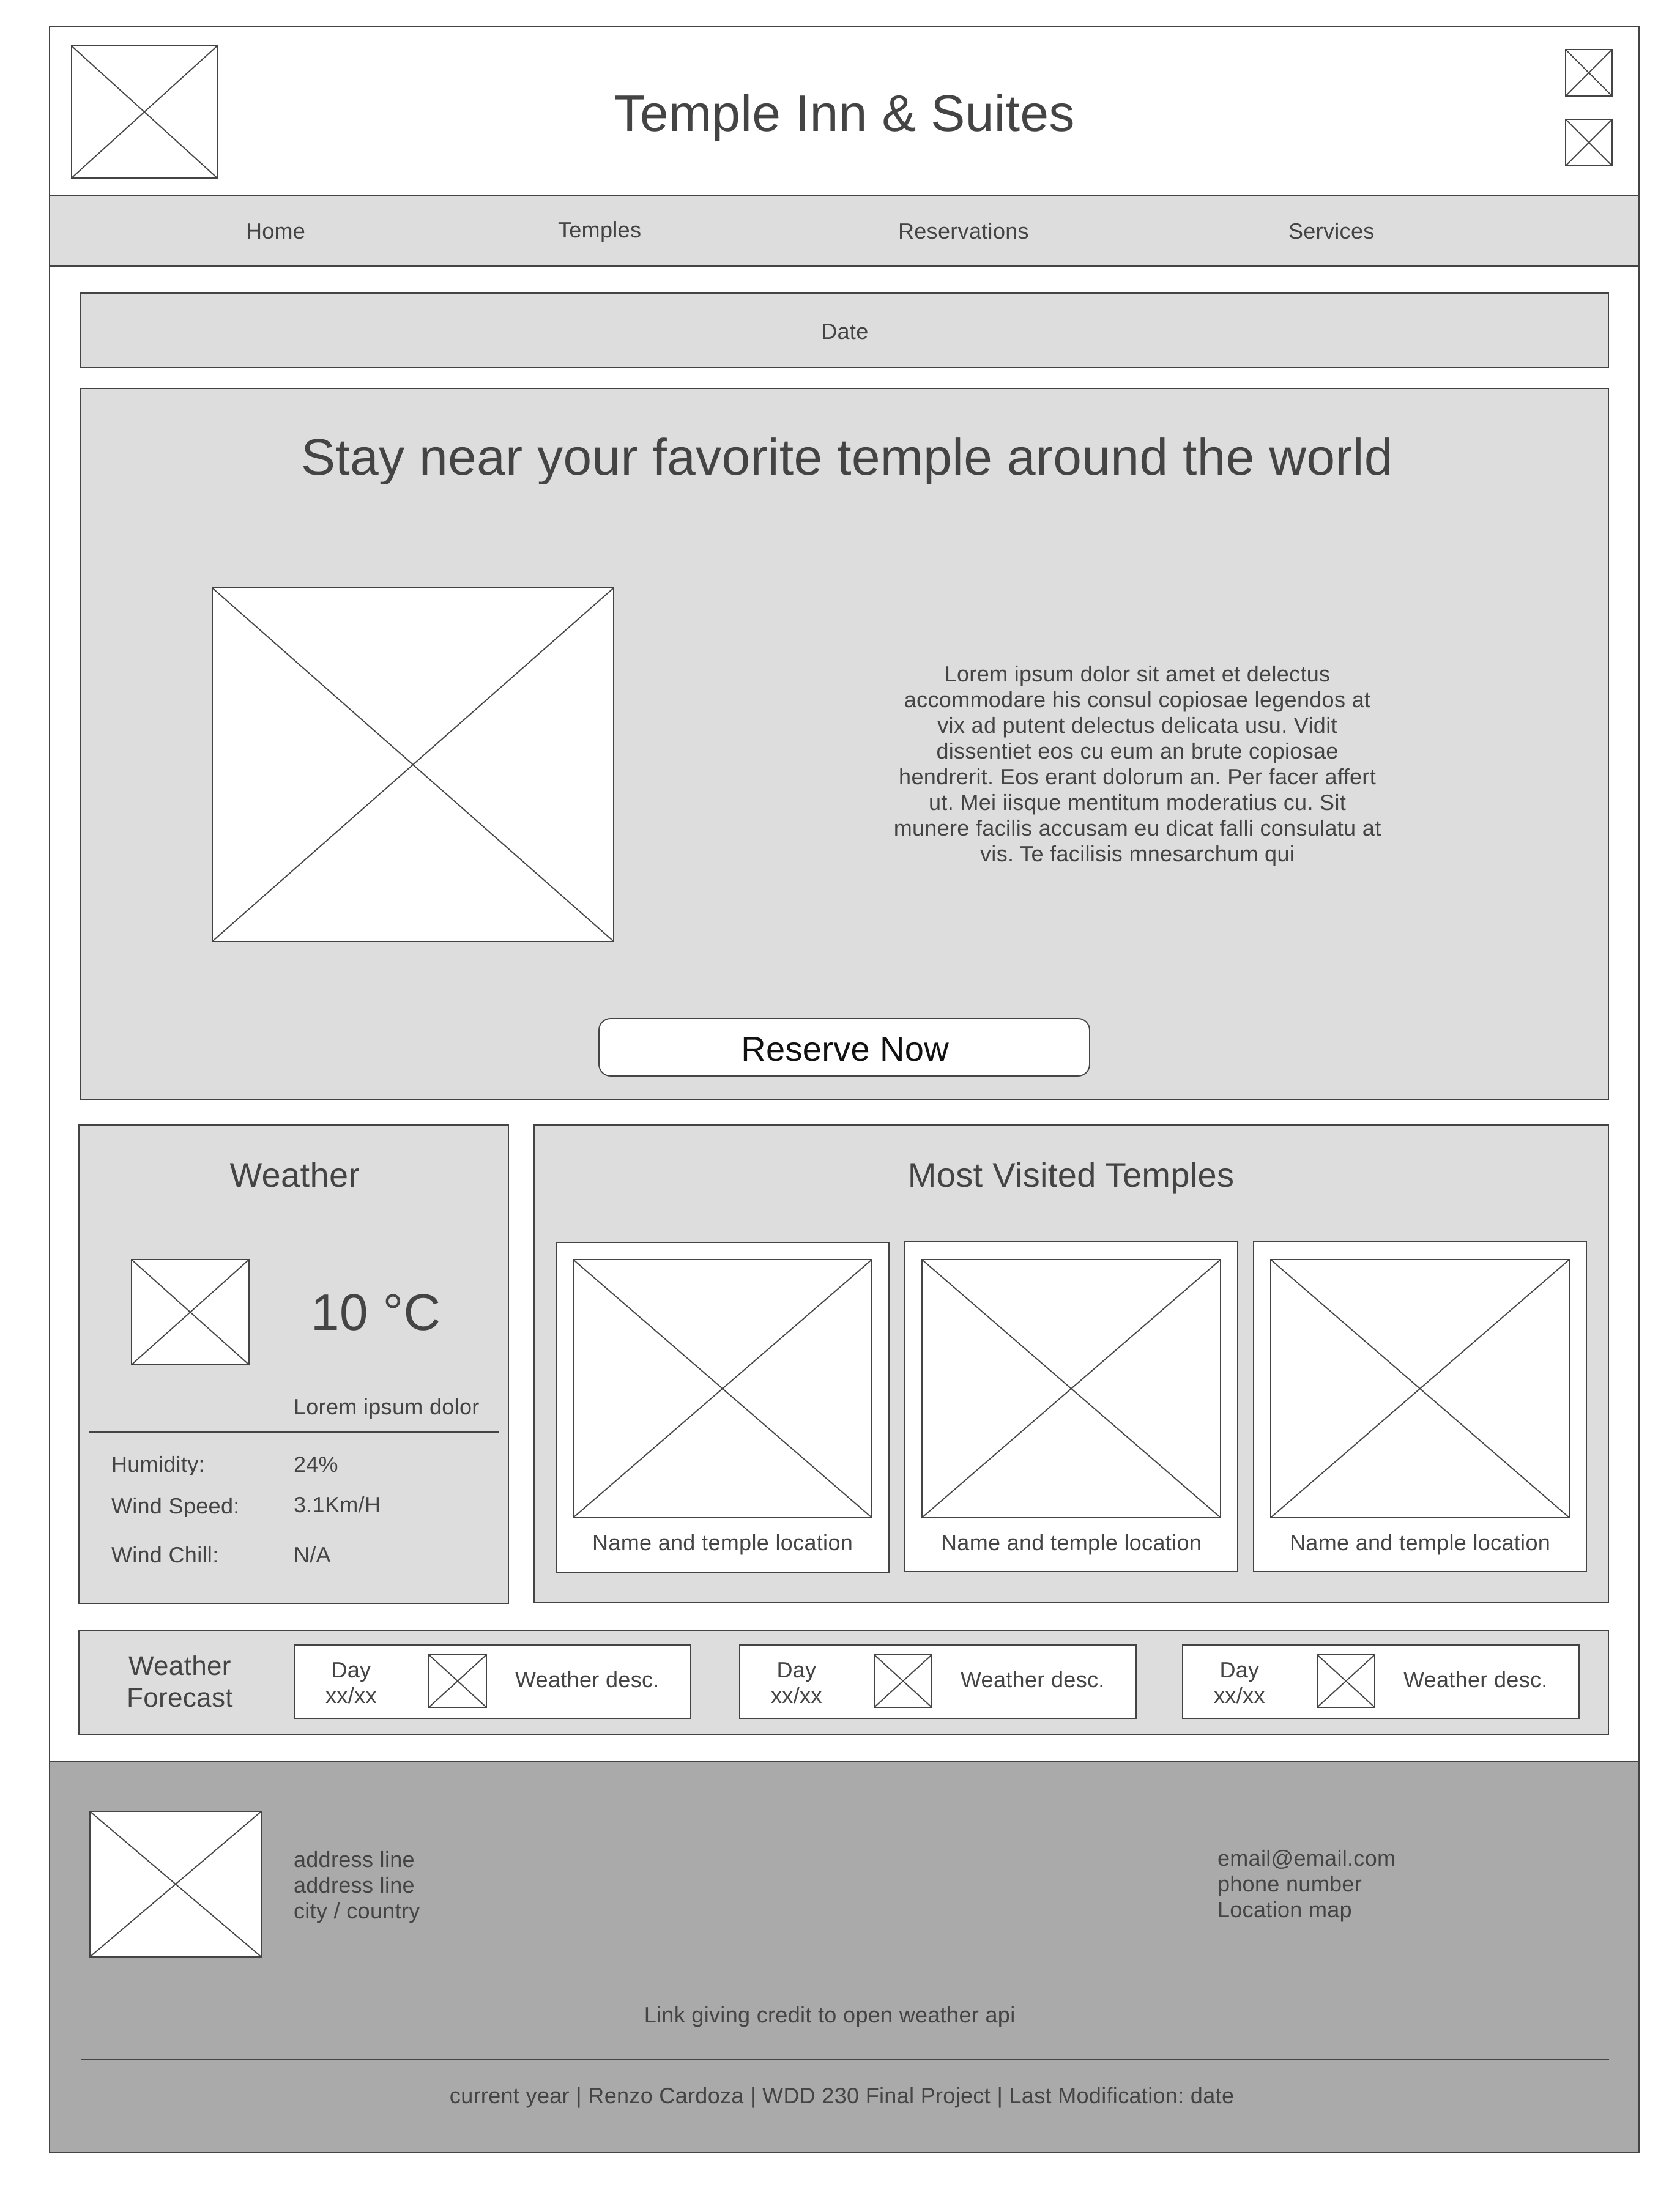 Temple Inn & Suites
Home
Temples
Reservations
Services
Date
Stay near your favorite temple around the world
Lorem ipsum dolor sit amet et delectus
accommodare his consul copiosae legendos at
vix ad putent delectus delicata usu. Vidit
dissentiet eos cu eum an brute copiosae
hendrerit. Eos erant dolorum an. Per facer affert
ut. Mei iisque mentitum moderatius cu. Sit
munere facilis accusam eu dicat falli consulatu at
vis. Te facilisis mnesarchum qui
Reserve Now
Weather
10 °C
Lorem ipsum dolor
Humidity: 24%
Wind Speed: 3.1Km/H
Wind Chill: N/A
Most Visited Temples
Name and temple location
Name and temple location
Name and temple location
Weather
Forecast
Day
xx/xx
Weather desc.
Day
xx/xx
Weather desc.
Day
xx/xx
Weather desc.
address line
address line
city / country
email@email.com
phone number
Location map
Link giving credit to open weather api
current year | Renzo Cardoza | WDD 230 Final Project | Last Modification: date